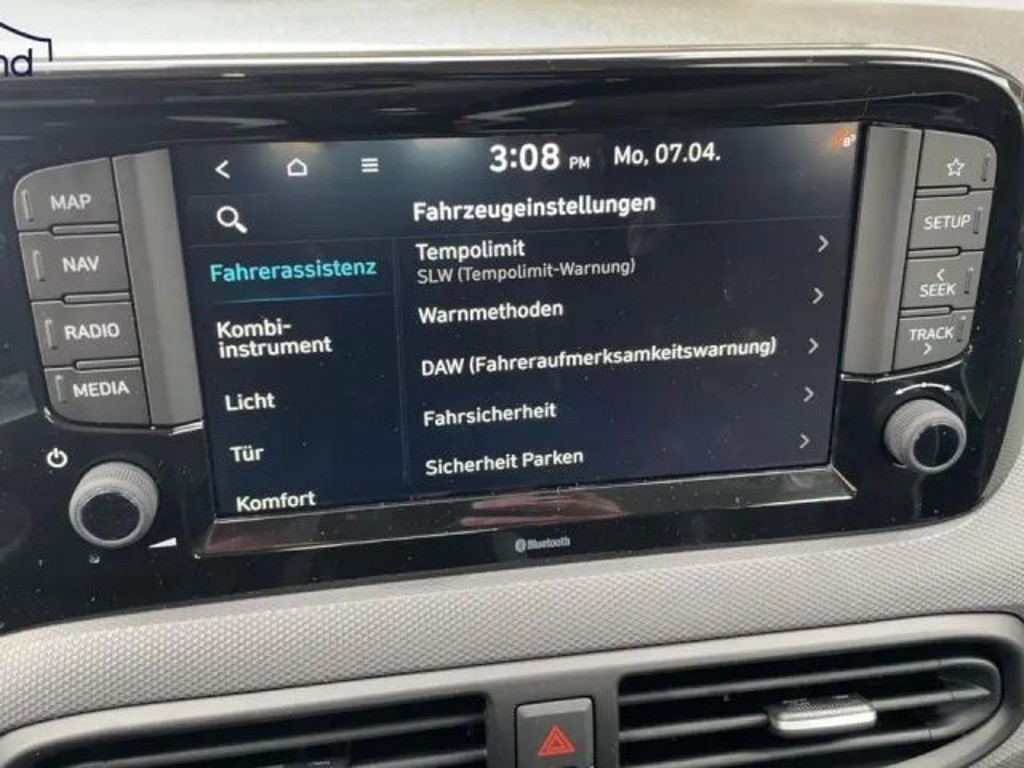 nd
3:08 PM Mo, 07.04.
Fahrzeugeinstellungen
Fahrerassistenz
Kombi-
instrument
Licht
Tür
Komfort
Tempolimit
SLW (Tempolimit-Warnung)
Warnmethoden
DAW (Fahreraufmerksamkeitswarnung)
Fahrsicherheit
Sicherheit Parken
MAP
NAV
RADIO
MEDIA
SETUP
SEEK
TRACK
Bluetooth